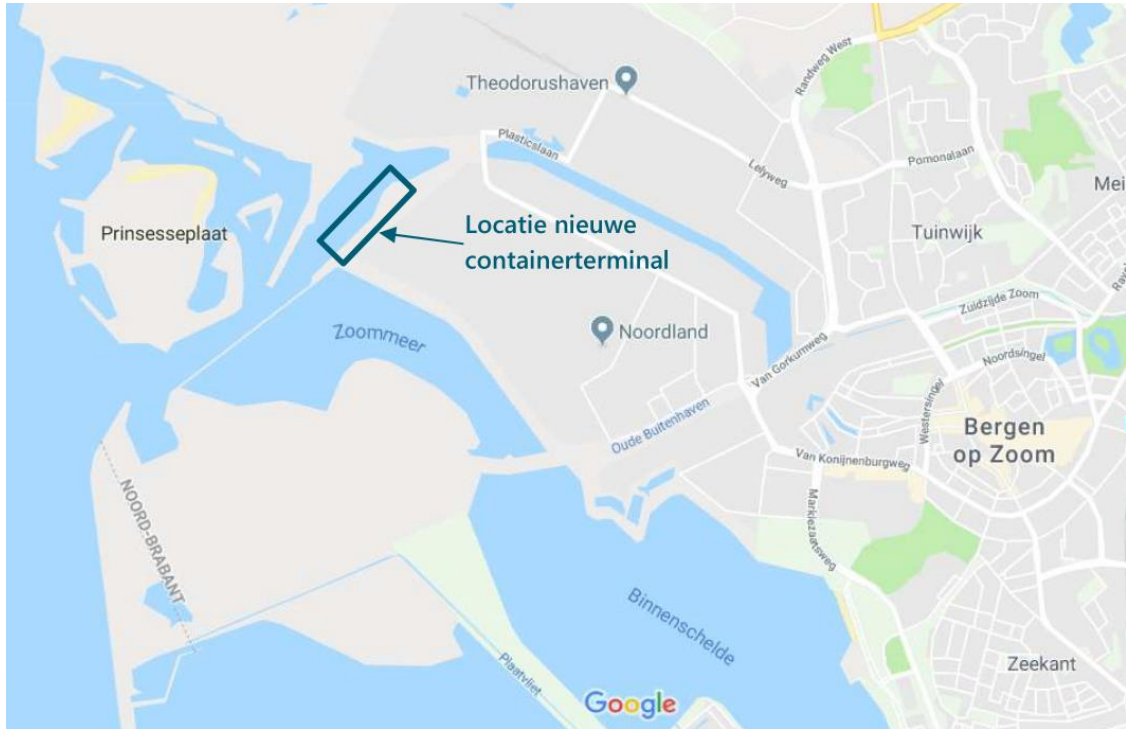 Randweg West
Theodorushaven
Plasticslaan
Lelyweg
Pomonalaan
Mei
Prinsesseplaat
Locatie nieuwe
containerterminal
Tuinwijk
Rave
Zuidzijde Zoom
Zoommeer
Noordland
Van Gorkumweg
Noordsingel
Westersingel
Oude Buitenhaven
Bergen
op Zoom
Van Konijnenburgweg
NOORD-BRABANT
Markiezaatsweg
Binnenschelde
Plaatvliet
Zeekant
Google